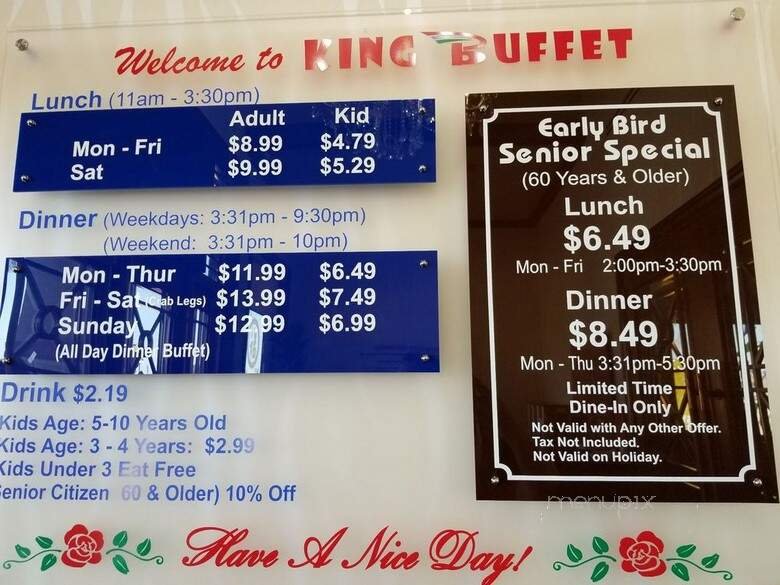 Welcome to KING BUFFET
Lunch (11am - 3:30pm)
Adult Kid
Mon - Fri $8.99 $4.79
Sat $9.99 $5.29
Dinner (Weekdays: 3:31pm - 9:30pm)
(Weekend: 3:31pm - 10pm)
Mon - Thur $11.99 $6.49
Fri - Sat (Crab Legs) $13.99 $7.49
Sunday $12.99 $6.99
(All Day Dinner Buffet)
Drink $2.19
Kids Age: 5-10 Years Old
Kids Age: 3 - 4 Years: $2.99
Kids Under 3 Eat Free
Senior Citizen 60 & Older) 10% Off
Early Bird
Senior Special
(60 Years & Older)
Lunch
$6.49
Mon - Fri 2:00pm-3:30pm
Dinner
$8.49
Mon - Thu 3:31pm-5:30pm
Limited Time
Dine-In Only
Not Valid with Any Other Offer.
Tax Not Included.
Not Valid on Holiday.
menupix
Have A Nice Day!